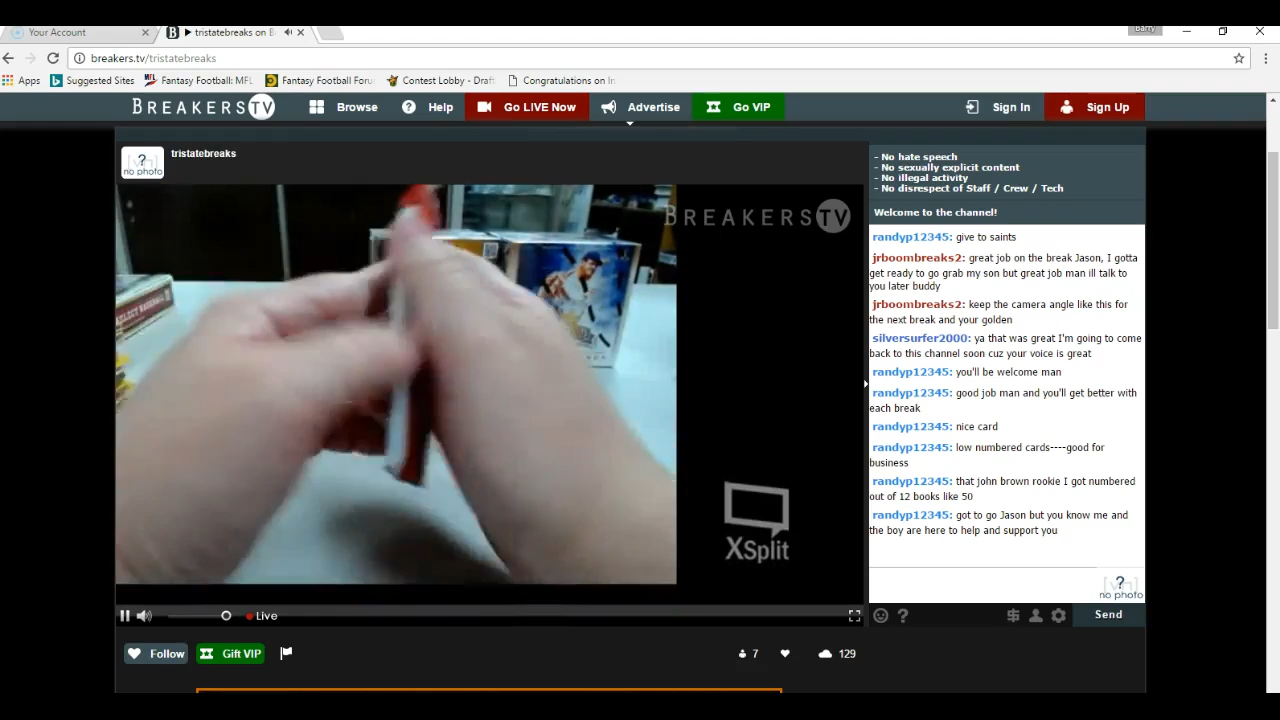 Your Account
tristatebreaks on B
Barry
breakers.tv/tristatebreaks
Apps
Suggested Sites
Fantasy Football: MFL
Fantasy Football Foru
Contest Lobby - Draft
Congratulations on In
BREAKERS TV
Browse
Help
Go LIVE Now
Advertise
Go VIP
Sign In
Sign Up
? no photo
tristatebreaks
BREAKERS TV
XSplit
Live
- No hate speech
- No sexually explicit content
- No illegal activity
- No disrespect of Staff / Crew / Tech
Welcome to the channel!
randyp12345: give to saints
jrboombreaks2: great job on the break Jason, I gotta
get ready to go grab my son but great job man ill talk to
you later buddy
jrboombreaks2: keep the camera angle like this for
the next break and your golden
silversurfer2000: ya that was great I'm going to come
back to this channel soon cuz your voice is great
randyp12345: you'll be welcome man
randyp12345: good job man and you'll get better with
each break
randyp12345: nice card
randyp12345: low numbered cards----good for
business
randyp12345: that john brown rookie I got numbered
out of 12 books like 50
randyp12345: got to go Jason but you know me and
the boy are here to help and support you
? no photo
Send
Follow
Gift VIP
7
129